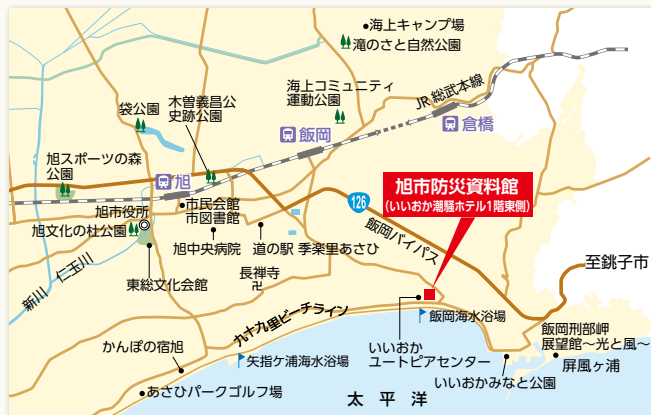 海上キャンプ場
滝のさと自然公園
海上コミュニティ
運動公園
JR 総武本線
木曽義昌公
史跡公園
袋公園
倉橋
飯岡
旭スポーツの森
公園
旭
旭市防災資料館
(いいおか潮騒ホテル1階東側)
126
市民会館
市図書館
旭市役所
旭文化の杜公園
飯岡バイパス
旭中央病院
道の駅 季楽里あさひ
至銚子市
東総文化会館
長禅寺
卍
新川
仁玉川
九十九里ビーチライン
飯岡海水浴場
飯岡刑部岬
展望館～光と風～
かんぽの宿旭
矢指ケ浦海水浴場
いいおか
ユートピアセンター
屏風ヶ浦
いいおかみなと公園
あさひパークゴルフ場
太平洋